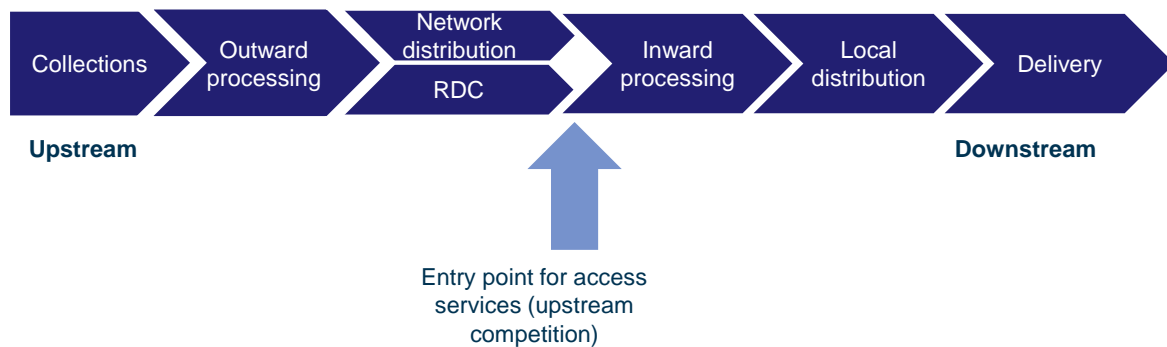 Collections
Outward
processing
Network
distribution
RDC
Inward
processing
Local
distribution
Delivery
Upstream
Downstream
Entry point for access
services (upstream
competition)